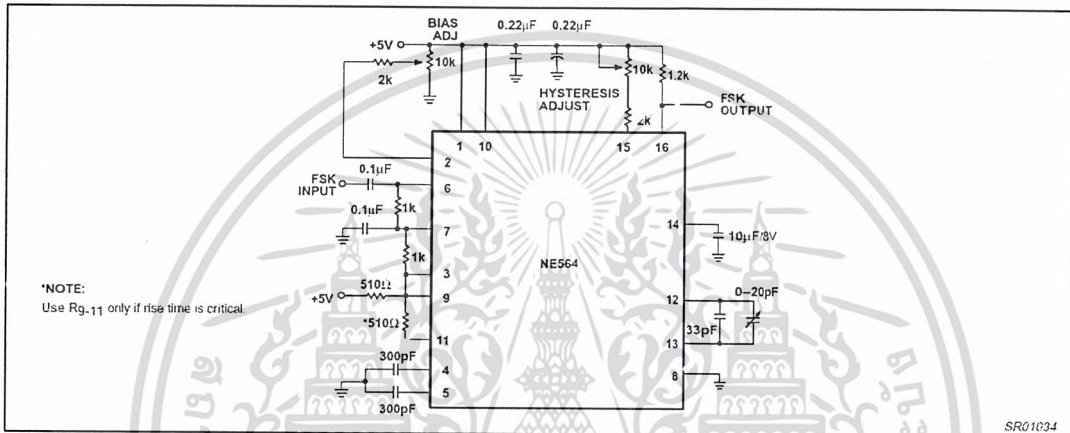 BIAS
ADJ
0.22µF
0.22µF
+5V
10k
2k
10k
1.2k
HYSTERESIS
ADJUST
2k
FSK
OUTPUT
1
10
15
16
2
0.1µF
FSK
INPUT
6
1k
0.1µF
7
14
10µF/8V
1k
NE564
*NOTE:
Use R9-11 only if rise time is critical.
3
510Ω
+5V
9
12
0–20pF
*510Ω
33pF
11
13
300pF
4
8
5
300pF
SR01034